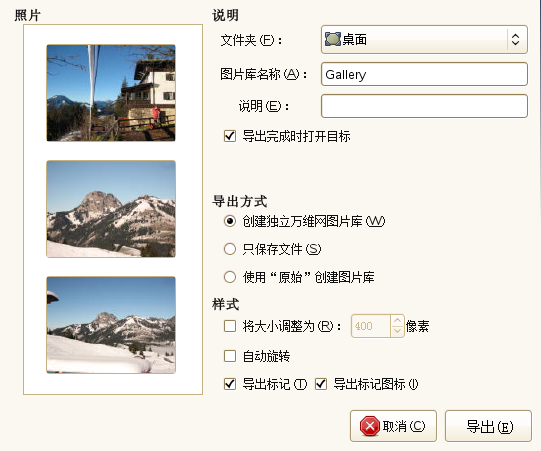 照片
说明
文件夹(F)：
桌面
图片库名称(A)：
Gallery
说明(E)：
导出完成时打开目标
导出方式
创建独立万维网图片库(W)
只保存文件(S)
使用“原始”创建图片库
样式
将大小调整为(R)： 400 像素
自动旋转
导出标记(T) 导出标记图标(I)
取消(C) 导出(E)